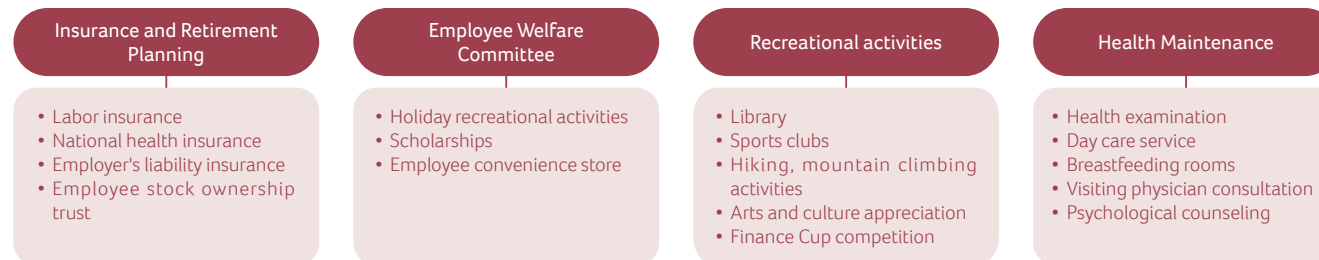 Insurance and Retirement
Planning
• Labor insurance
• National health insurance
• Employer's liability insurance
• Employee stock ownership
trust
Employee Welfare
Committee
• Holiday recreational activities
• Scholarships
• Employee convenience store
Recreational activities
• Library
• Sports clubs
• Hiking, mountain climbing
activities
• Arts and culture appreciation
• Finance Cup competition
Health Maintenance
• Health examination
• Day care service
• Breastfeeding rooms
• Visiting physician consultation
• Psychological counseling